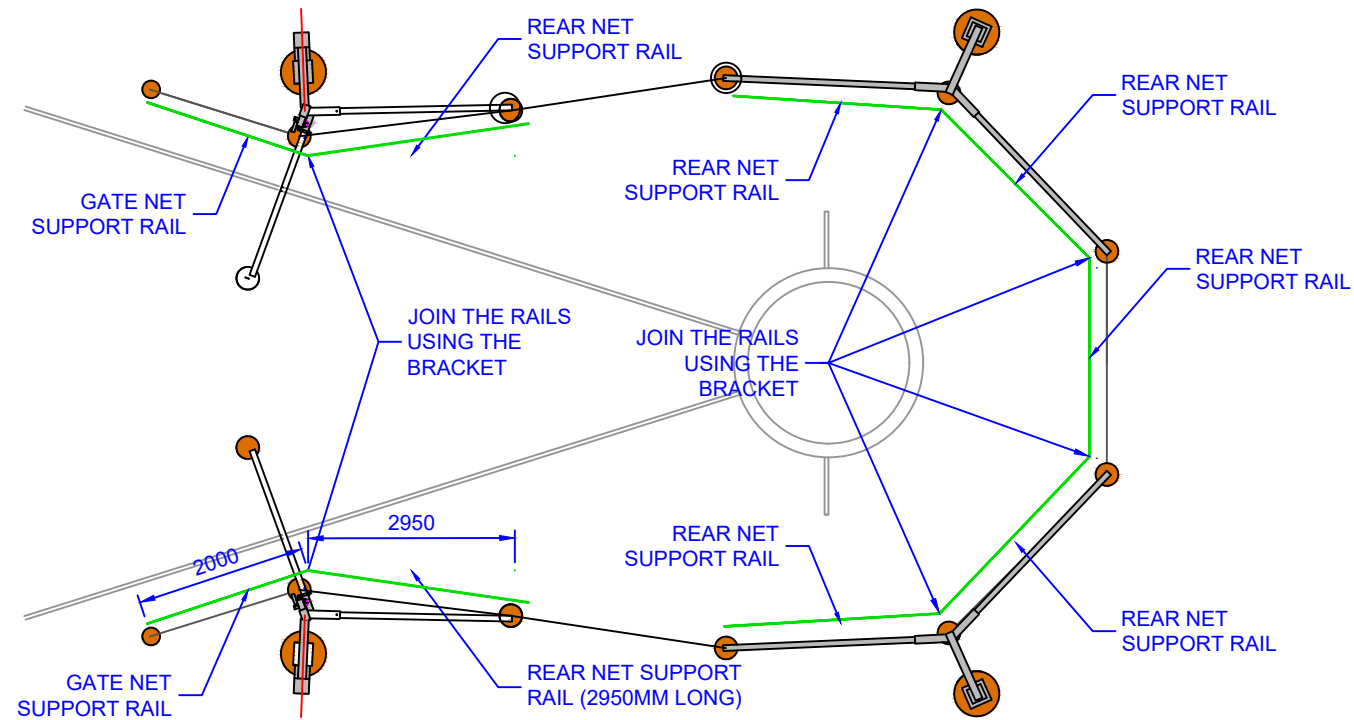 REAR NET
SUPPORT RAIL
REAR NET
SUPPORT RAIL
REAR NET
SUPPORT RAIL
GATE NET
SUPPORT RAIL
REAR NET
SUPPORT RAIL
JOIN THE RAILS
USING THE
BRACKET
JOIN THE RAILS
USING THE
BRACKET
2950
2000
REAR NET
SUPPORT RAIL
REAR NET
SUPPORT RAIL
REAR NET SUPPORT
RAIL (2950MM LONG)
GATE NET
SUPPORT RAIL